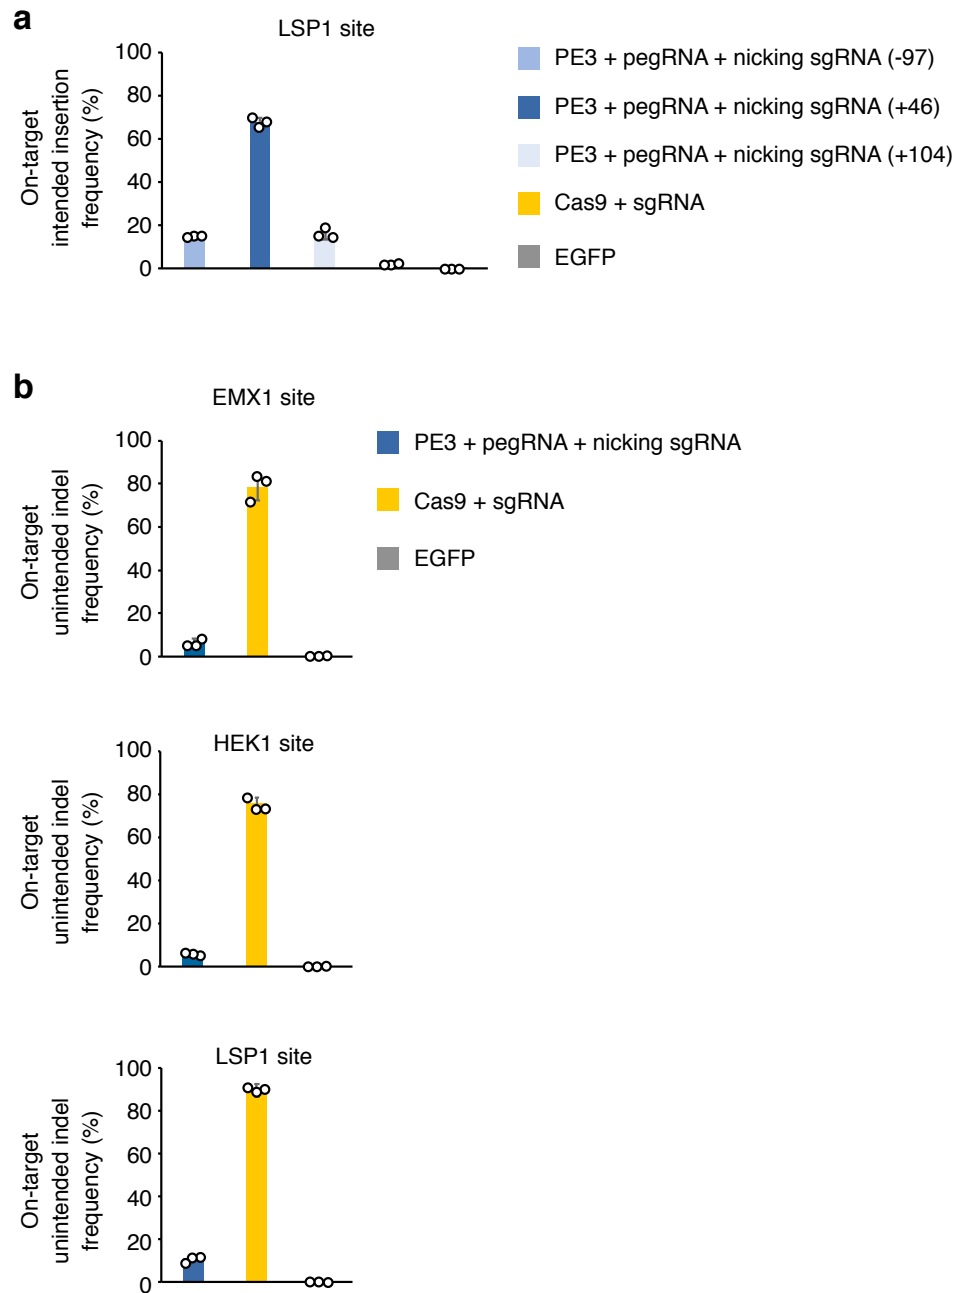 a
LSP1 site
On-target
intended insertion
frequency (%)
100
80
60
40
20
0
PE3 + pegRNA + nicking sgRNA (-97)
PE3 + pegRNA + nicking sgRNA (+46)
PE3 + pegRNA + nicking sgRNA (+104)
Cas9 + sgRNA
EGFP
b
EMX1 site
On-target
unintended indel
frequency (%)
100
80
60
40
20
0
PE3 + pegRNA + nicking sgRNA
Cas9 + sgRNA
EGFP
HEK1 site
On-target
unintended indel
frequency (%)
100
80
60
40
20
0
LSP1 site
On-target
unintended indel
frequency (%)
100
80
60
40
20
0